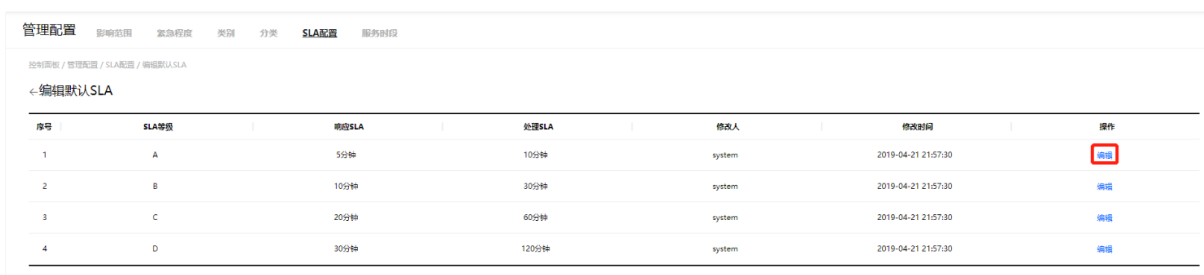 管理配置 影响范围 紧急程度 类别 分类 SLA配置 服务时段
控制面板 / 管理配置 / SLA配置 / 编辑默认SLA
←编辑默认SLA
序号 SLA等级 响应SLA 处理SLA 修改人 修改时间 操作
1 A 5分钟 10分钟 system 2019-04-21 21:57:30 编辑
2 B 10分钟 30分钟 system 2019-04-21 21:57:30 编辑
3 C 20分钟 60分钟 system 2019-04-21 21:57:30 编辑
4 D 30分钟 120分钟 system 2019-04-21 21:57:30 编辑